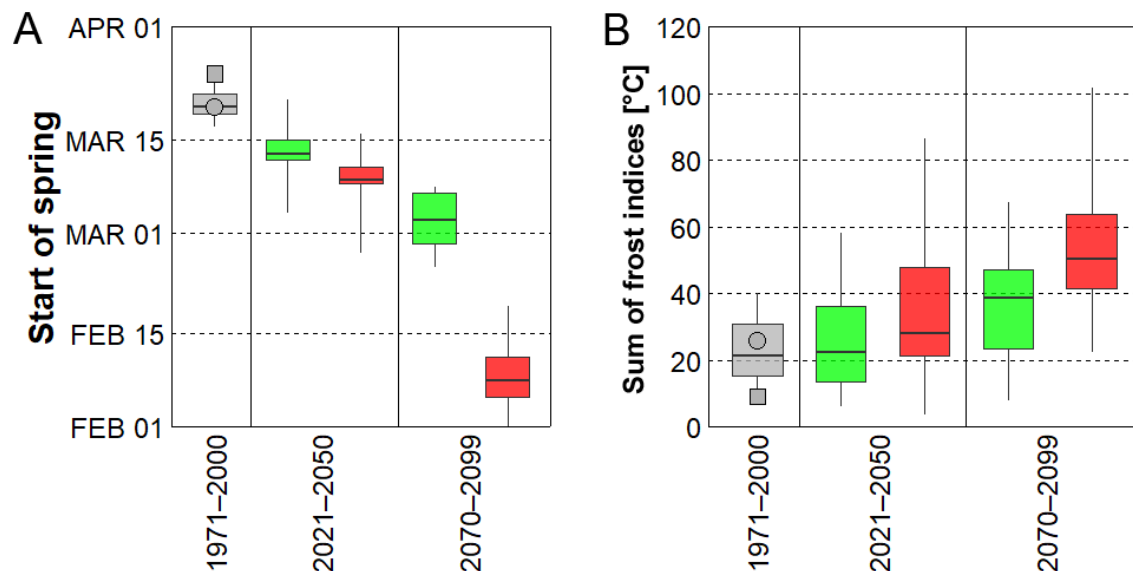 A
Start of spring
APR 01
MAR 15
MAR 01
FEB 15
FEB 01
1971–2000
2021–2050
2070–2099
B
Sum of frost indices [°C]
120
100
80
60
40
20
0
1971–2000
2021–2050
2070–2099